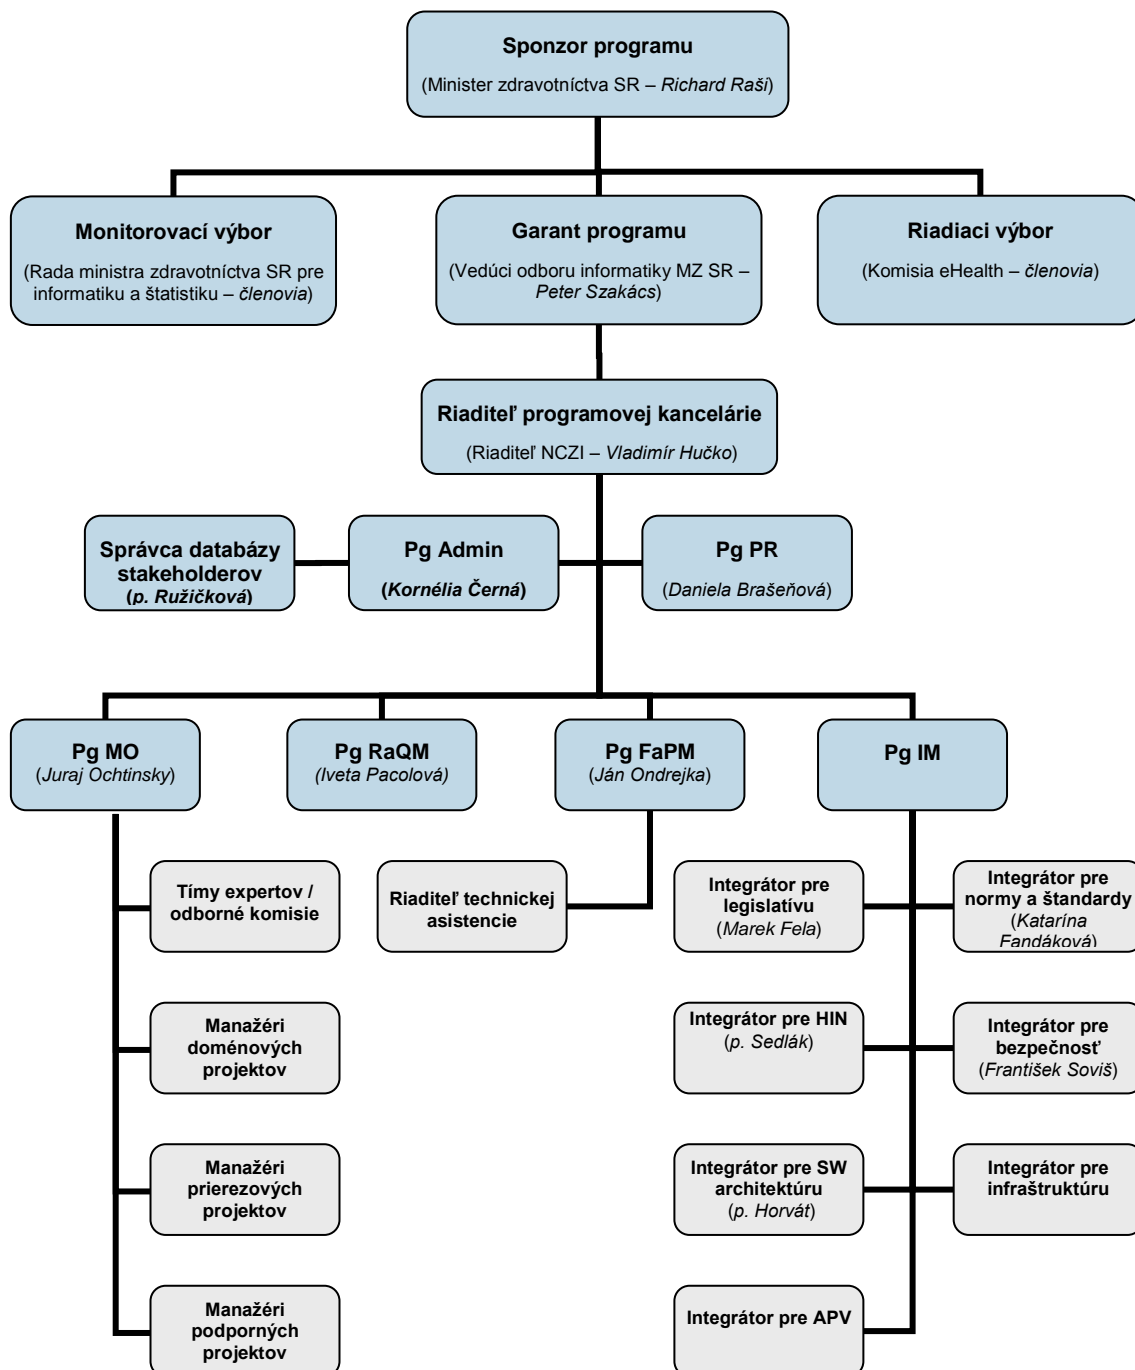 Sponzor programu
(Minister zdravotníctva SR – Richard Raši)
Monitorovací výbor
(Rada ministra zdravotníctva SR pre
informatiku a štatistiku – členovia)
Garant programu
(Vedúci odboru informatiky MZ SR –
Peter Szakács)
Riadiaci výbor
(Komisia eHealth – členovia)
Riaditeľ programovej kancelárie
(Riaditeľ NCZI – Vladimír Hučko)
Správca databázy
stakeholderov
(p. Ružičková)
Pg Admin
(Kornélia Černá)
Pg PR
(Daniela Brašeňová)
Pg MO
(Juraj Ochtinsky)
Pg RaQM
(Iveta Pacolová)
Pg FaPM
(Ján Ondrejka)
Pg IM
Tímy expertov /
odborné komisie
Riaditeľ technickej
asistencie
Integrátor pre
legislatívu
(Marek Fela)
Integrátor pre
normy a štandardy
(Katarína
Fandáková)
Manažéri
doménových
projektov
Integrátor pre HIN
(p. Sedlák)
Integrátor pre
bezpečnosť
(František Soviš)
Manažéri
prierezových
projektov
Integrátor pre SW
architektúru
(p. Horvát)
Integrátor pre
infraštruktúru
Manažéri
podporných
projektov
Integrátor pre APV